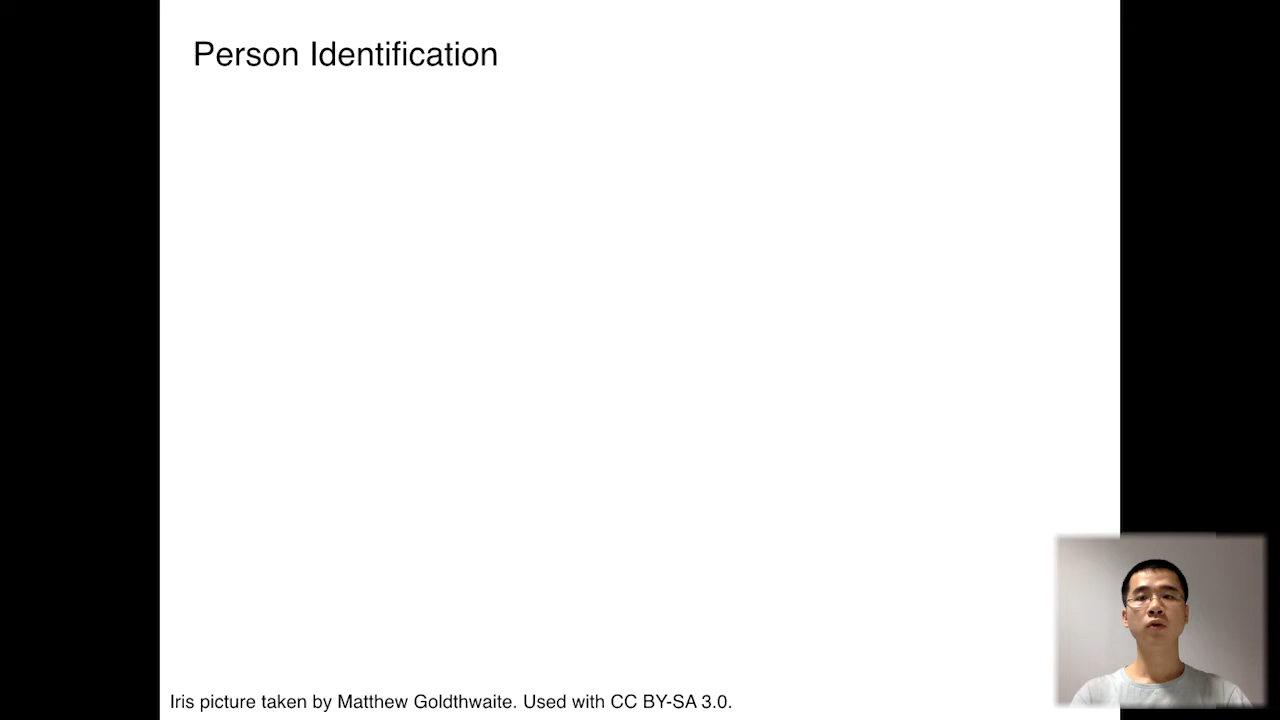 Person Identification
Iris picture taken by Matthew Goldthwaite. Used with CC BY-SA 3.0.